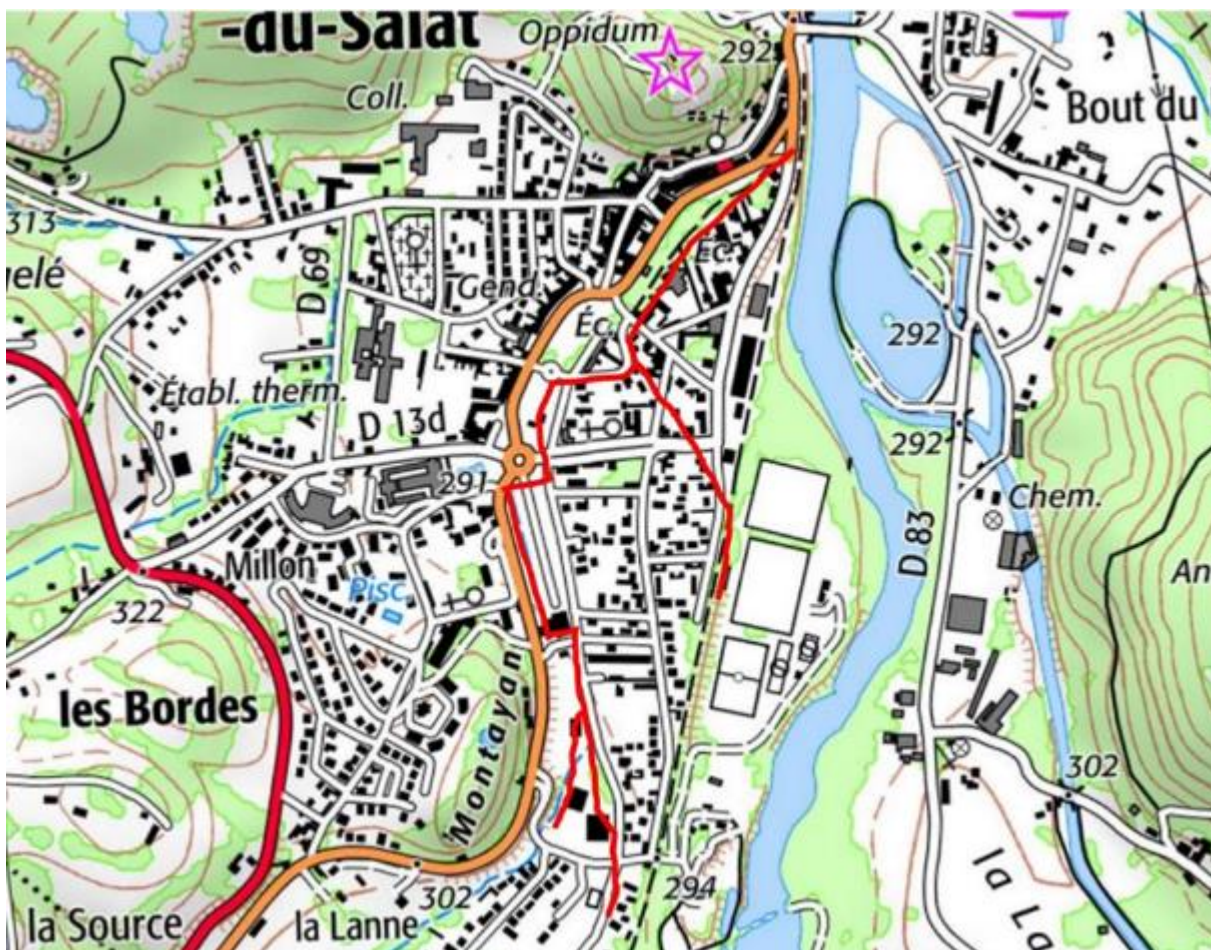 -du-Salat
Oppidum
292
Coll.
Bout du
313
gelé
D 69
Gend.
Éc.
Éc.
292
Établ. therm.
D 13d
291
292
Chem.
D 83
Millon
Pisc.
An
322
les Bordes
Montayan
302
302
294
la Source
la Lanne
la Lo